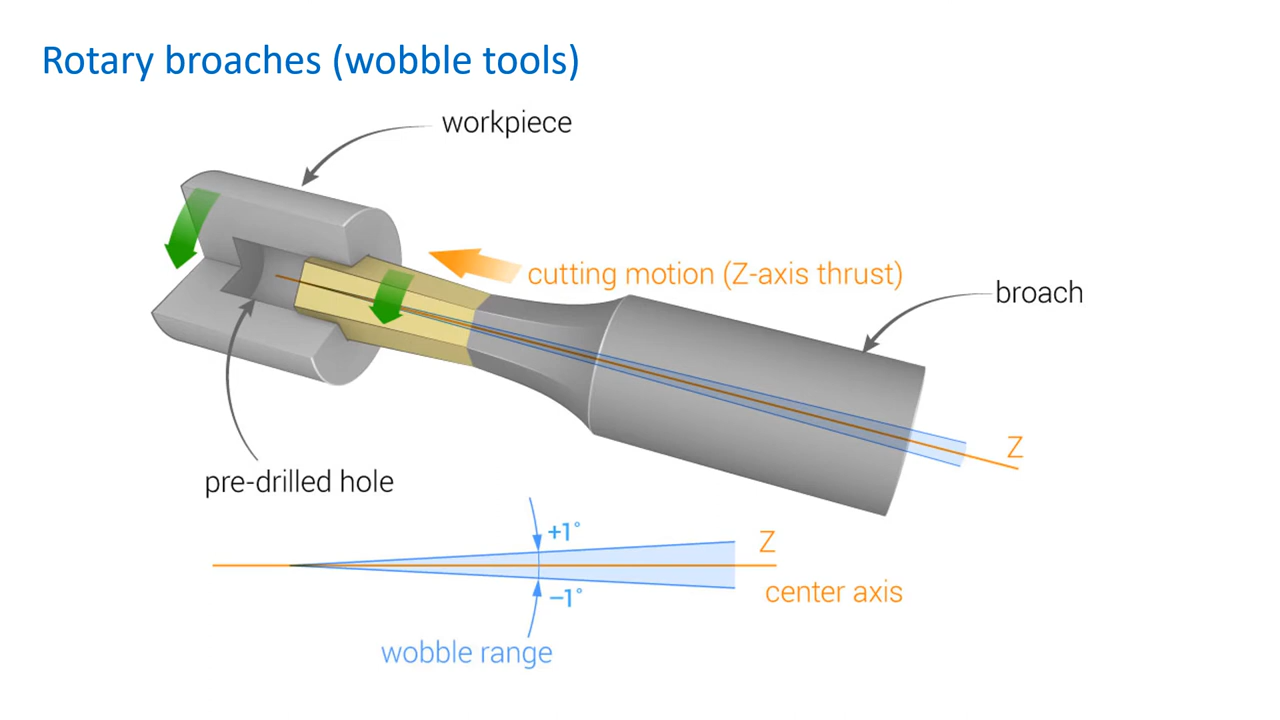 Rotary broaches (wobble tools)
workpiece
cutting motion (Z-axis thrust)
broach
Z
pre-drilled hole
+1°
Z
center axis
–1°
wobble range